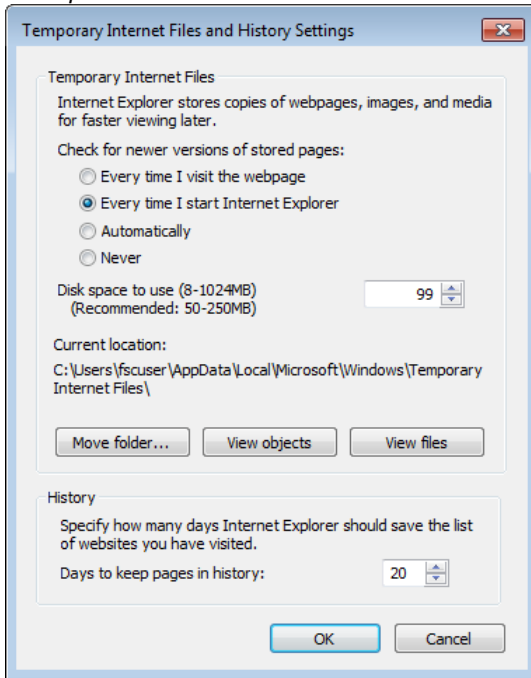 Temporary Internet Files and History Settings
Temporary Internet Files
Internet Explorer stores copies of webpages, images, and media
for faster viewing later.
Check for newer versions of stored pages:
Every time I visit the webpage
Every time I start Internet Explorer
Automatically
Never
Disk space to use (8-1024MB) 99
(Recommended: 50-250MB)
Current location:
C:\Users\fscuser\AppData\Local\Microsoft\Windows\Temporary
Internet Files\
Move folder... View objects View files
History
Specify how many days Internet Explorer should save the list
of websites you have visited.
Days to keep pages in history: 20
OK Cancel